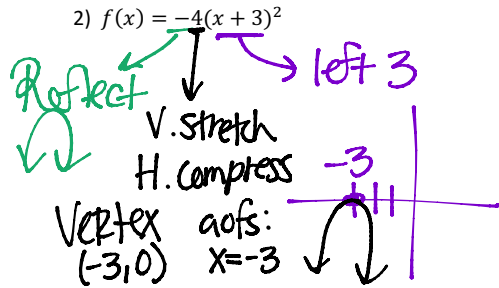 2) f(x) = −4(x + 3)²
Reflect
left 3
V. stretch
H. compress
-3
Vertex
(-3,0)
aofs:
x=-3